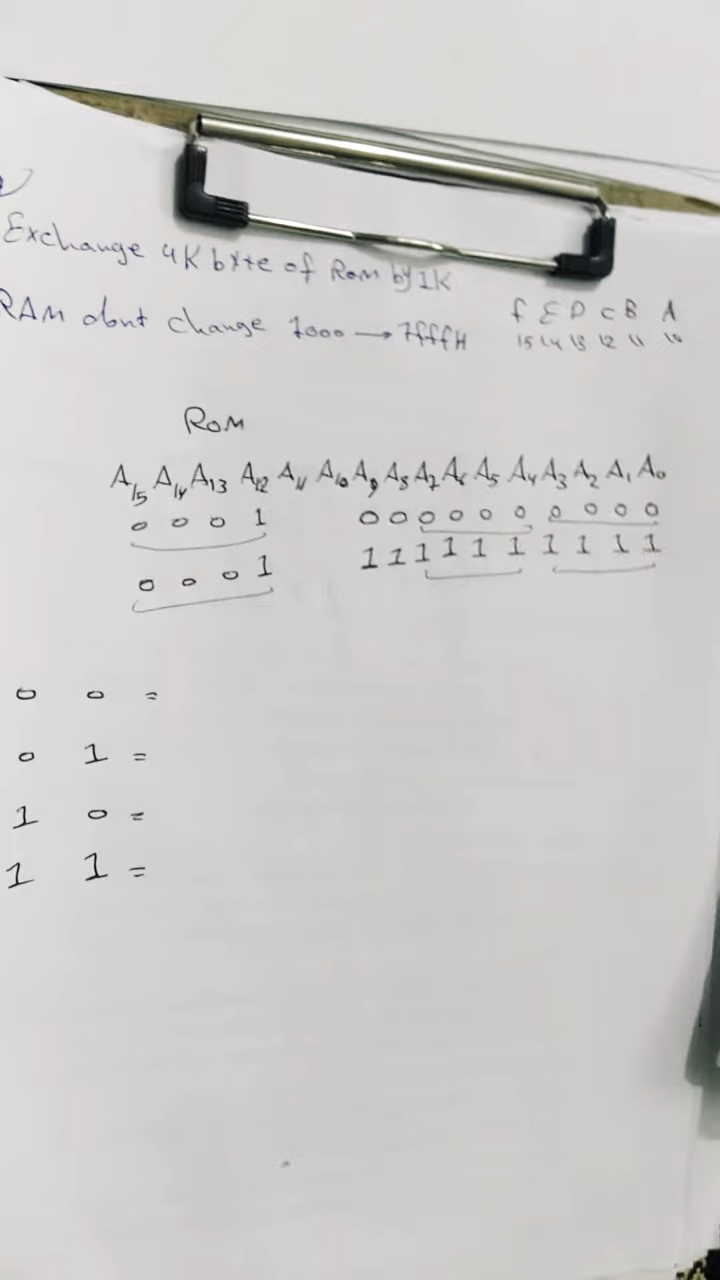 Exchange 4K byte of Rom by 1K
RAM dont change 7000 → 7fffH
f E D C B A
15 14 13 12 11 10
RoM
A15 A14 A13 A12 A11 A10 A9 A8 A7 A6 A5 A4 A3 A2 A1 A0
0 0 0 1 0 0 0 0 0 0 0 0 0 0
0 0 0 1 1 1 1 1 1 1 1 1 1 1
0 0 =
0 1 =
1 0 =
1 1 =